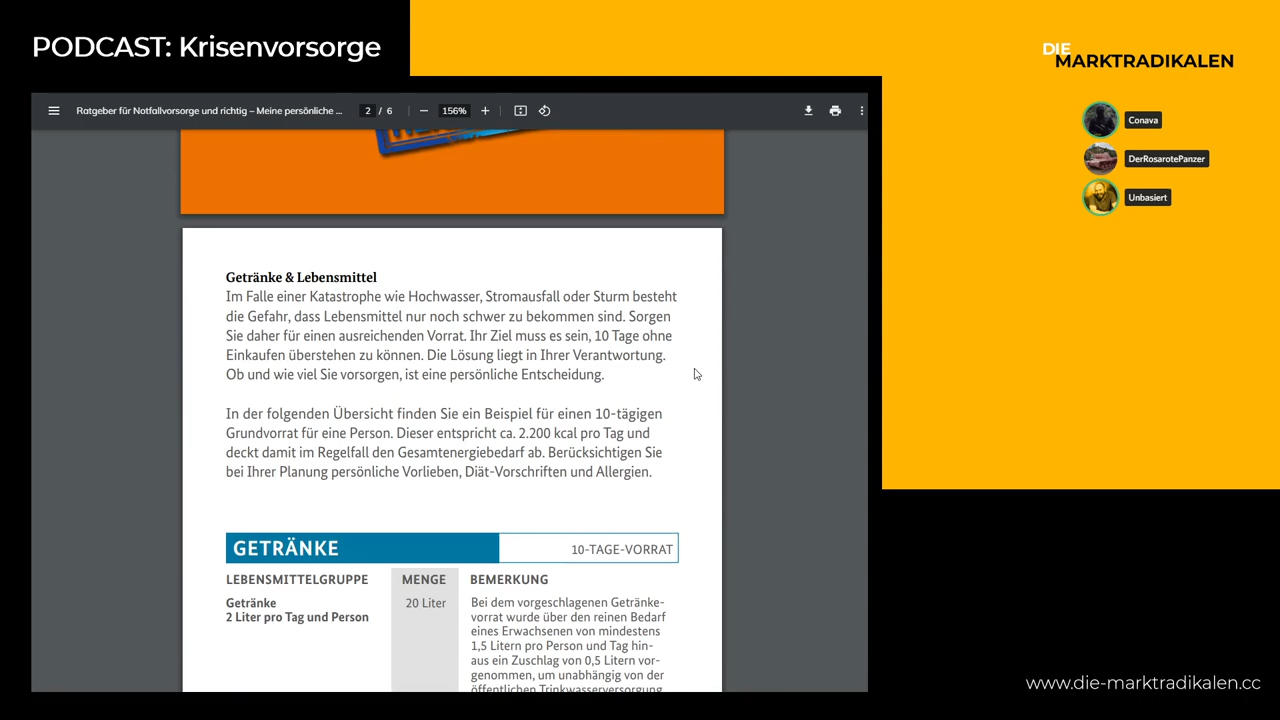 PODCAST: Krisenvorsorge
DIE
MARKTRADIKALEN
Conava
DerRosarotePanzer
Unbasiert
Ratgeber für Notfallvorsorge und richtig – Meine persönliche ...
2 / 6
156%
Getränke & Lebensmittel
Im Falle einer Katastrophe wie Hochwasser, Stromausfall oder Sturm besteht
die Gefahr, dass Lebensmittel nur noch schwer zu bekommen sind. Sorgen
Sie daher für einen ausreichenden Vorrat. Ihr Ziel muss es sein, 10 Tage ohne
Einkaufen überstehen zu können. Die Lösung liegt in Ihrer Verantwortung.
Ob und wie viel Sie vorsorgen, ist eine persönliche Entscheidung.
In der folgenden Übersicht finden Sie ein Beispiel für einen 10-tägigen
Grundvorrat für eine Person. Dieser entspricht ca. 2.200 kcal pro Tag und
deckt damit im Regelfall den Gesamtenergiebedarf ab. Berücksichtigen Sie
bei Ihrer Planung persönliche Vorlieben, Diät-Vorschriften und Allergien.
GETRÄNKE 10-TAGE-VORRAT
LEBENSMITTELGRUPPE MENGE BEMERKUNG
Getränke 20 Liter Bei dem vorgeschlagenen Getränke-
2 Liter pro Tag und Person vorrat wurde über den reinen Bedarf
eines Erwachsenen von mindestens
1,5 Litern pro Person und Tag hin-
aus ein Zuschlag von 0,5 Litern vor-
genommen, um unabhängig von der
öffentlichen Trinkwasserversorgung
www.die-marktradikalen.cc